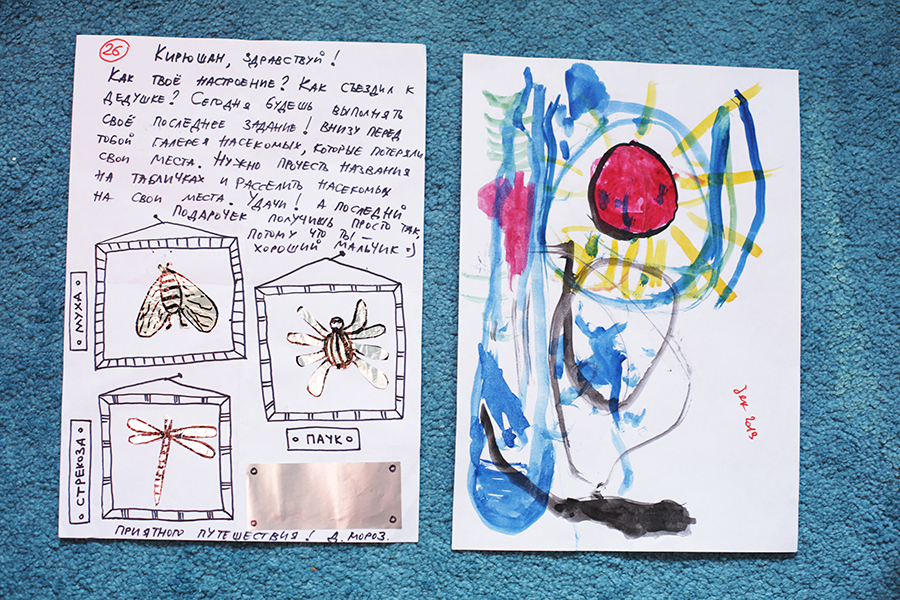 26
Кирюшан, здравствуй!
Как твоё настроение? Как съездил к
дедушке? Сегодня будешь выполнять
своё последнее задание! Внизу перед
тобой галерея насекомых, которые потеряли
свои места. Нужно прочесть названия
на табличках и расселить насекомых
на свои места. Удачи! А последний
подарочек получишь просто так,
потому что ты —
хороший мальчик =)
МУХА
ПАУК
СТРЕКОЗА
Приятного путешествия! Д. Мороз.
2013